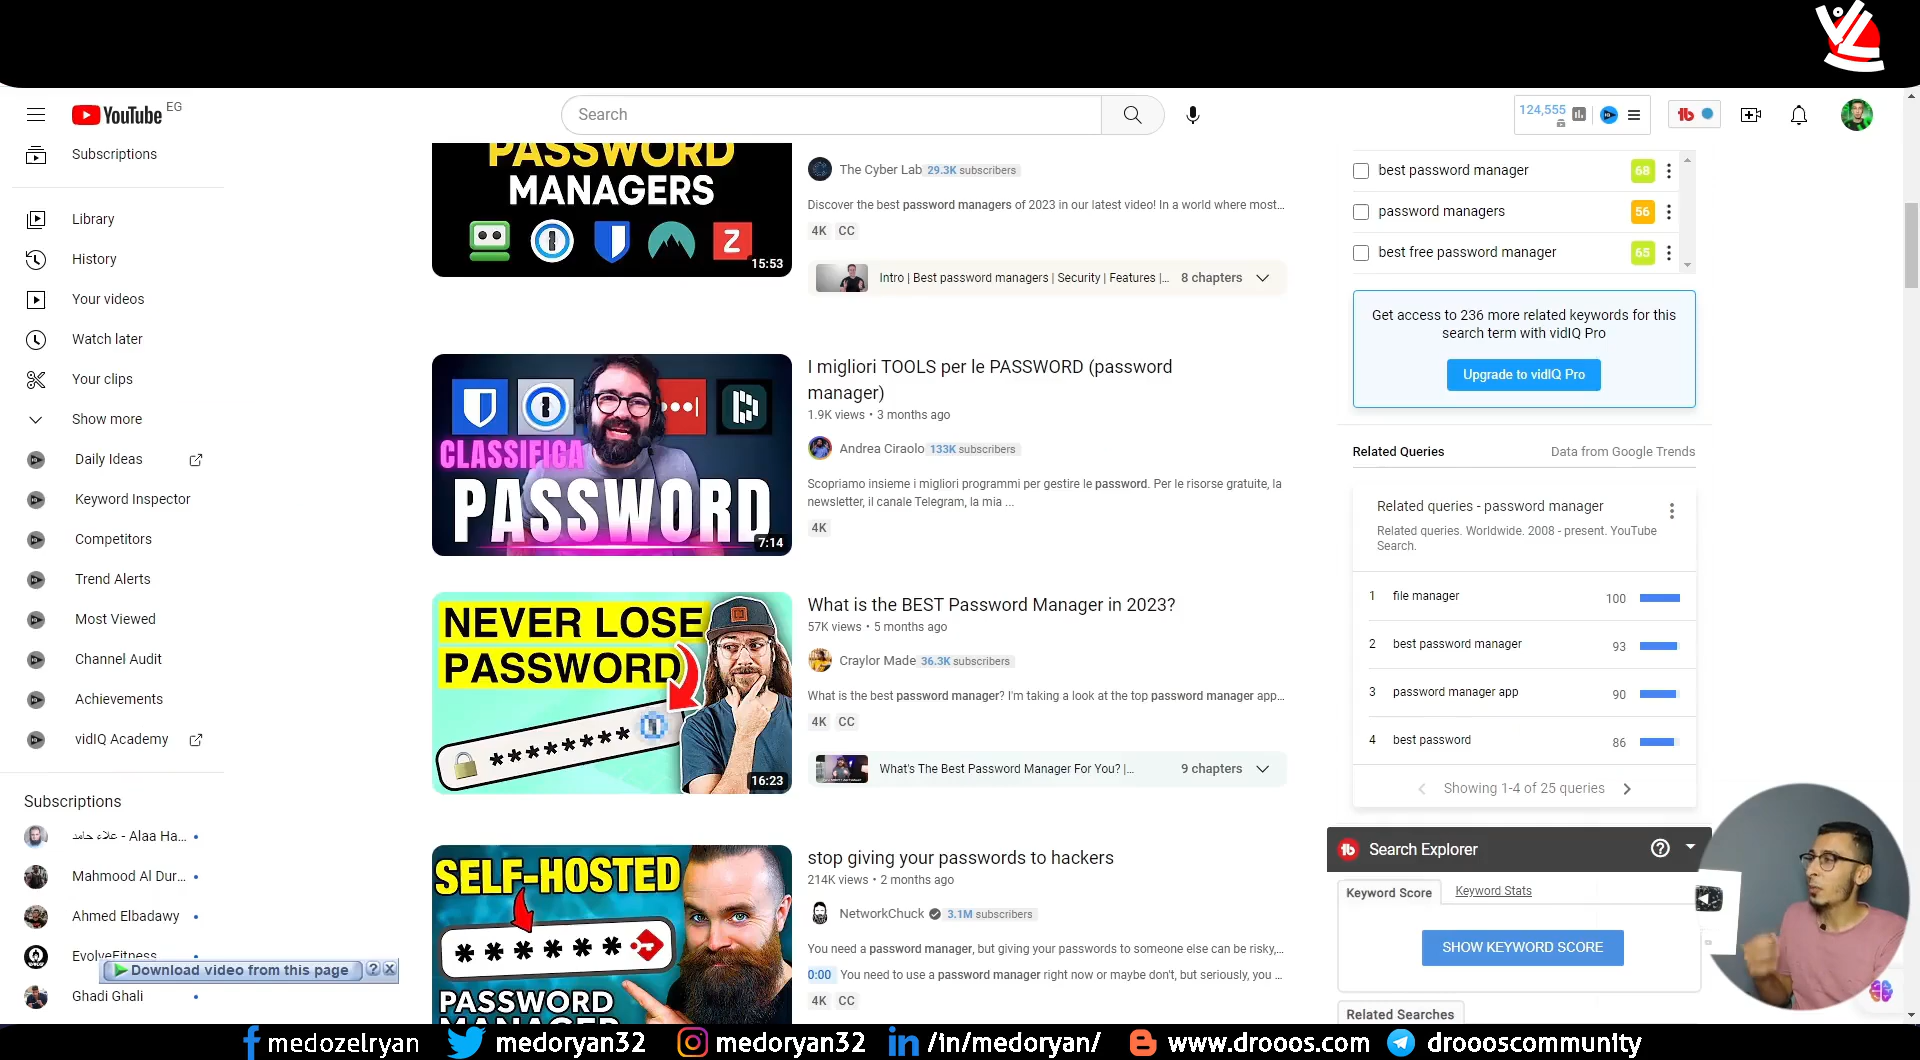 YouTube EG
Search
124,555
Subscriptions
Library
History
Your videos
Watch later
Your clips
Show more
Daily Ideas
Keyword Inspector
Competitors
Trend Alerts
Most Viewed
Channel Audit
Achievements
vidIQ Academy
Subscriptions
علاء حامد - Alaa Ha...
Mahmood Al Dur...
Ahmed Elbadawy
EvolveFitness
Ghadi Ghali
Download video from this page
PASSWORD
MANAGERS
15:53
The Cyber Lab 29.3K subscribers
Discover the best password managers of 2023 in our latest video! In a world where most...
4K CC
Intro | Best password managers | Security | Features |... 8 chapters
CLASSIFICA
PASSWORD
7:14
I migliori TOOLS per le PASSWORD (password
manager)
1.9K views • 3 months ago
Andrea Ciraolo 133K subscribers
Scopriamo insieme i migliori programmi per gestire le password. Per le risorse gratuite, la
newsletter, il canale Telegram, la mia ...
4K
NEVER LOSE
PASSWORD
********
16:23
What is the BEST Password Manager in 2023?
57K views • 5 months ago
Craylor Made 36.3K subscribers
What is the best password manager? I'm taking a look at the top password manager app...
4K CC
What's The Best Password Manager For You? |... 9 chapters
SELF-HOSTED
******
PASSWORD
MANAGER
stop giving your passwords to hackers
214K views • 2 months ago
NetworkChuck 3.1M subscribers
You need a password manager, but giving your passwords to someone else can be risky,...
0:00 You need to use a password manager right now or maybe don't, but seriously, you ...
4K CC
best password manager 68
password managers 56
best free password manager 65
Get access to 236 more related keywords for this
search term with vidIQ Pro
Upgrade to vidIQ Pro
Related Queries Data from Google Trends
Related queries - password manager
Related queries. Worldwide. 2008 - present. YouTube
Search.
1 file manager 100
2 best password manager 93
3 password manager app 90
4 best password 86
Showing 1-4 of 25 queries
Search Explorer
Keyword Score Keyword Stats
SHOW KEYWORD SCORE
Related Searches
medozelryan medoryan32 medoryan32 /in/medoryan/ www.drooos.com droooscommunity